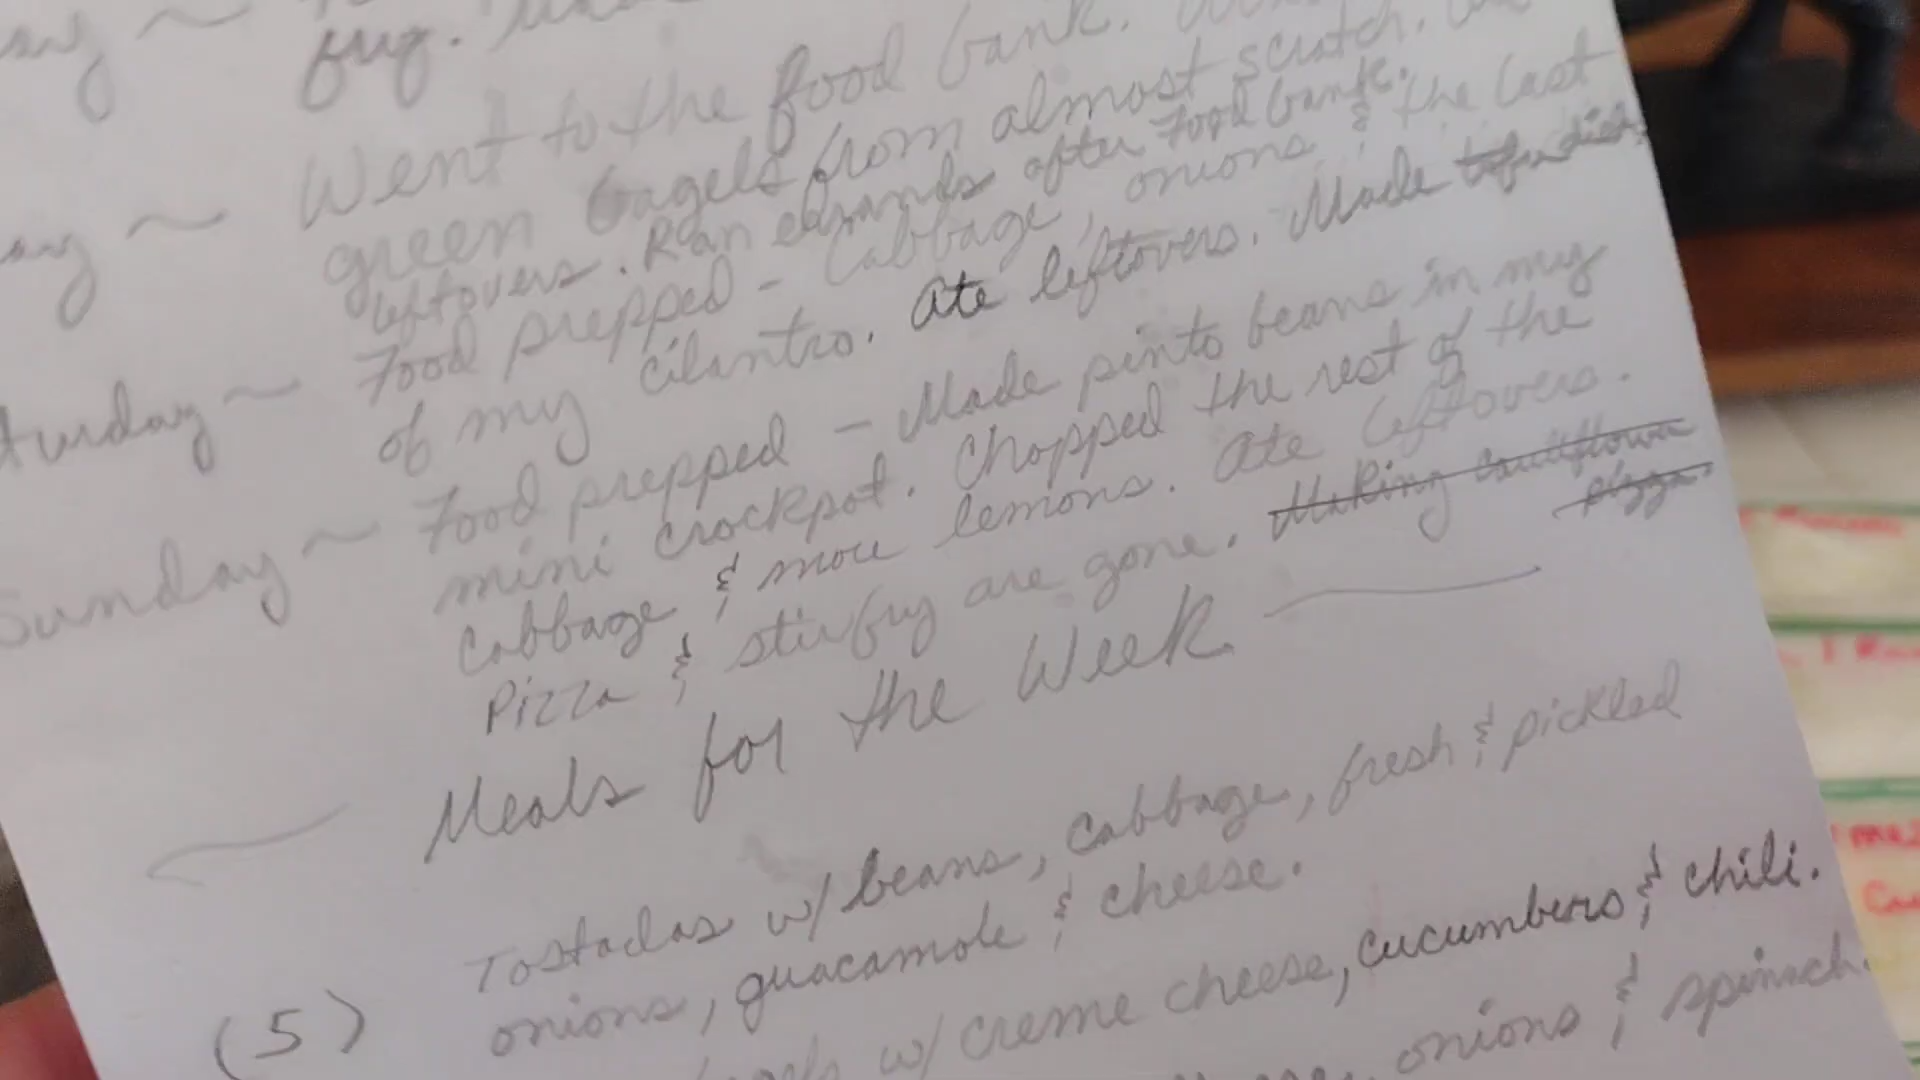 fry.
~ Went to the food bank.
green bagels from almost scratch.
leftovers. Ran errands after food bank.
~ Food prepped - Cabbage, onions & the last
of my cilantro. Ate leftovers. Made
Sunday ~ Food prepped - Made pinto beans in my
mini crockpot. Chopped the rest of the
cabbage & more lemons. Ate leftovers.
Pizza & stirfry are gone. Making cauliflower
pizza.
Meals for the Week
(5) Tostadas w/ beans, cabbage, fresh & pickled
onions, guacamole & cheese.
w/ creme cheese, cucumbers & chili.
onions & spinach.